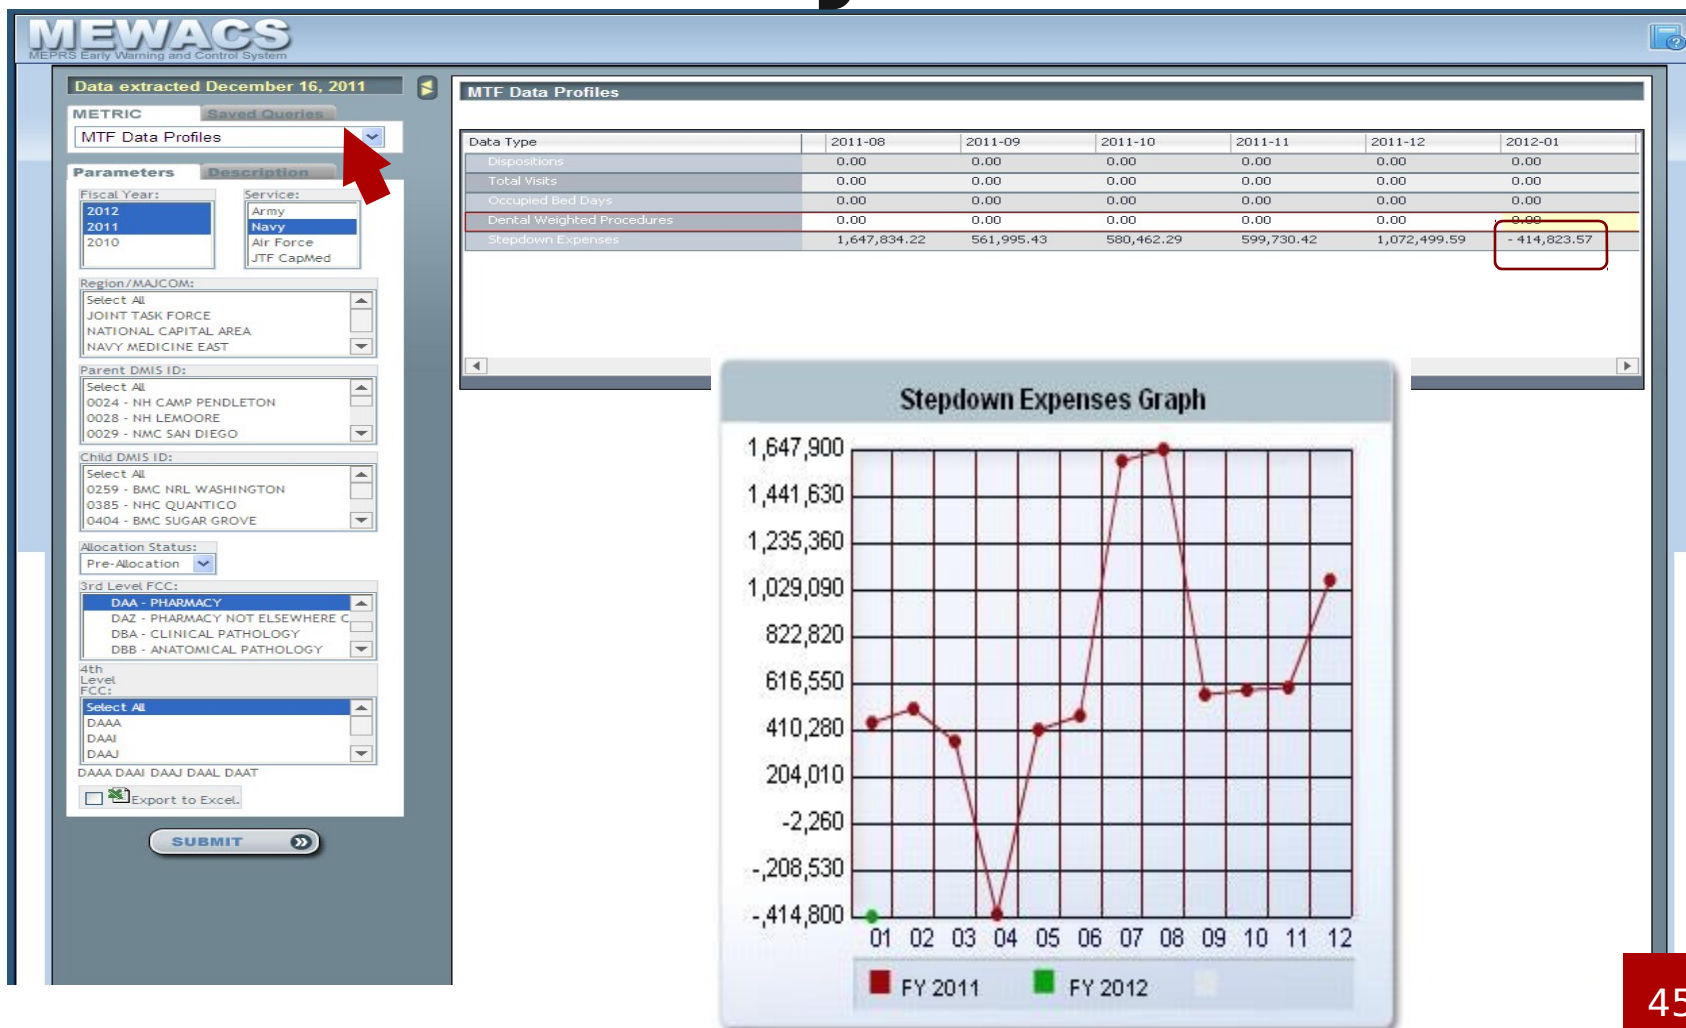 MEWACS
MEPRS Early Warning and Control System
Data extracted December 16, 2011
METRIC Saved Queries
MTF Data Profiles
Parameters Description
Fiscal Year: Service:
2012 Army
2011 Navy
2010 Air Force
JTF CapMed
Region/MAJCOM:
Select All
JOINT TASK FORCE
NATIONAL CAPITAL AREA
NAVY MEDICINE EAST
Parent DMIS ID:
Select All
0024 - NH CAMP PENDLETON
0028 - NH LEMOORE
0029 - NMC SAN DIEGO
Child DMIS ID:
Select All
0259 - BMC NRL WASHINGTON
0385 - NHC QUANTICO
0404 - BMC SUGAR GROVE
Allocation Status:
Pre-Allocation
3rd Level FCC:
DAA - PHARMACY
DAZ - PHARMACY NOT ELSEWHERE C
DBA - CLINICAL PATHOLOGY
DBB - ANATOMICAL PATHOLOGY
4th
Level
FCC:
Select All
DAAA
DAAI
DAAJ
DAAA DAAI DAAJ DAAL DAAT
Export to Excel.
SUBMIT
MTF Data Profiles
Data Type 2011-08 2011-09 2011-10 2011-11 2011-12 2012-01
Dispositions 0.00 0.00 0.00 0.00 0.00 0.00
Total Visits 0.00 0.00 0.00 0.00 0.00 0.00
Occupied Bed Days 0.00 0.00 0.00 0.00 0.00 0.00
Dental Weighted Procedures 0.00 0.00 0.00 0.00 0.00 0.00
Stepdown Expenses 1,647,834.22 561,995.43 580,462.29 599,730.42 1,072,499.59 -414,823.57
Stepdown Expenses Graph
1,647,900
1,441,630
1,235,360
1,029,090
822,820
616,550
410,280
204,010
-2,260
-,208,530
-,414,800
01 02 03 04 05 06 07 08 09 10 11 12
FY 2011 FY 2012
45